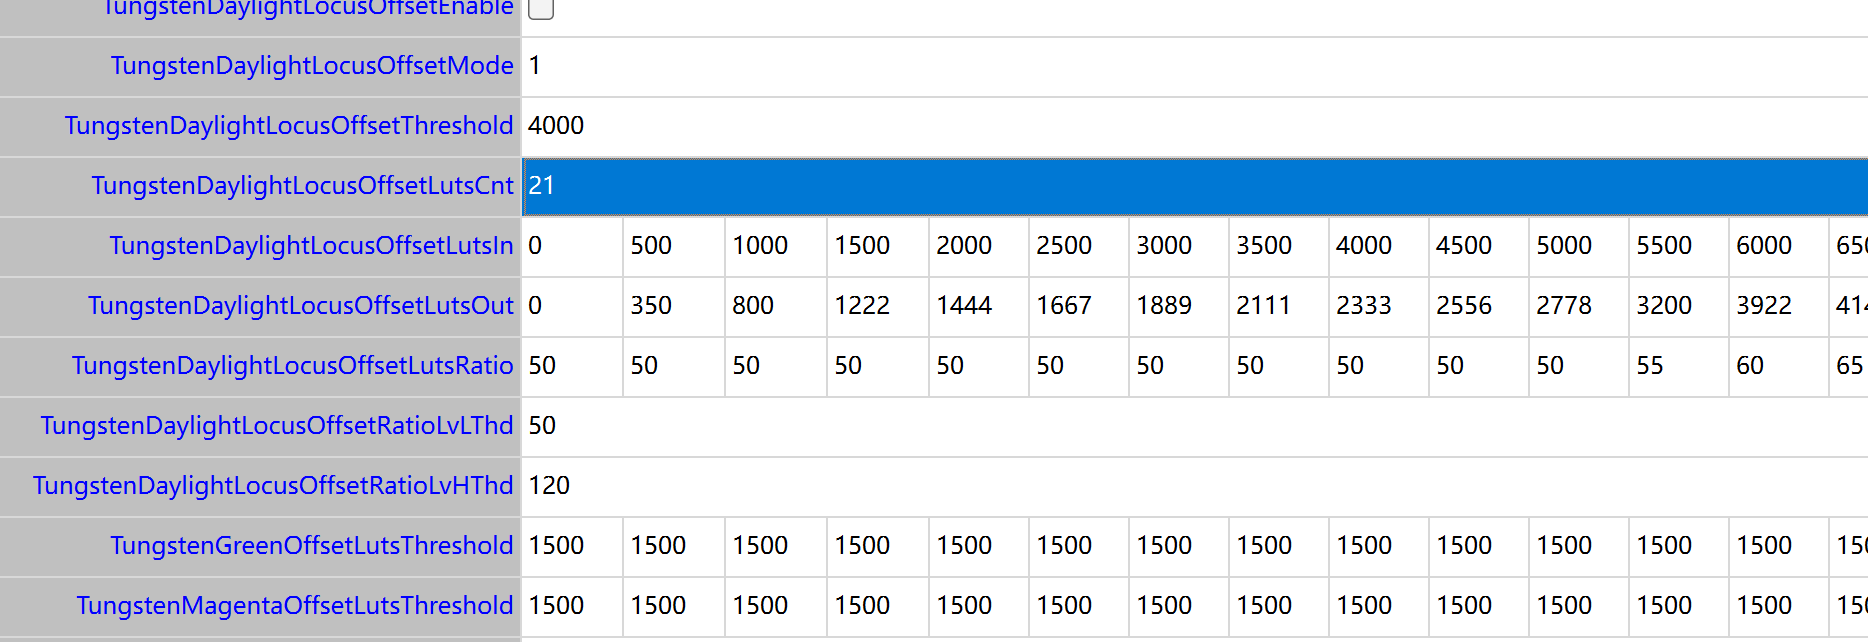 TungstenDaylightLocusOffsetEnable
TungstenDaylightLocusOffsetMode 1
TungstenDaylightLocusOffsetThreshold 4000
TungstenDaylightLocusOffsetLutsCnt 21
TungstenDaylightLocusOffsetLutsIn 0 500 1000 1500 2000 2500 3000 3500 4000 4500 5000 5500 6000
TungstenDaylightLocusOffsetLutsOut 0 350 800 1222 1444 1667 1889 2111 2333 2556 2778 3200 3922
TungstenDaylightLocusOffsetLutsRatio 50 50 50 50 50 50 50 50 50 50 50 55 60 65
TungstenDaylightLocusOffsetRatioLvLThd 50
TungstenDaylightLocusOffsetRatioLvHThd 120
TungstenGreenOffsetLutsThreshold 1500 1500 1500 1500 1500 1500 1500 1500 1500 1500 1500 1500 1500
TungstenMagentaOffsetLutsThreshold 1500 1500 1500 1500 1500 1500 1500 1500 1500 1500 1500 1500 1500